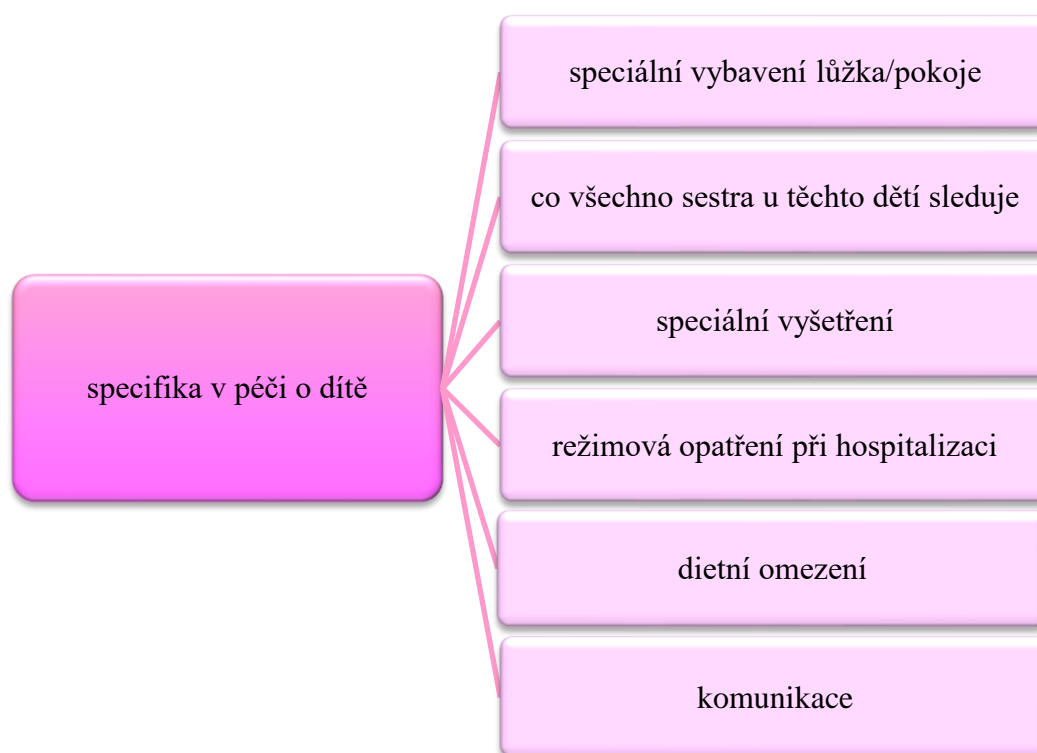 speciální vybavení lůžka/pokoje
co všechno sestra u těchto dětí sleduje
speciální vyšetření
specifika v péči o dítě
režimová opatření při hospitalizaci
dietní omezení
komunikace